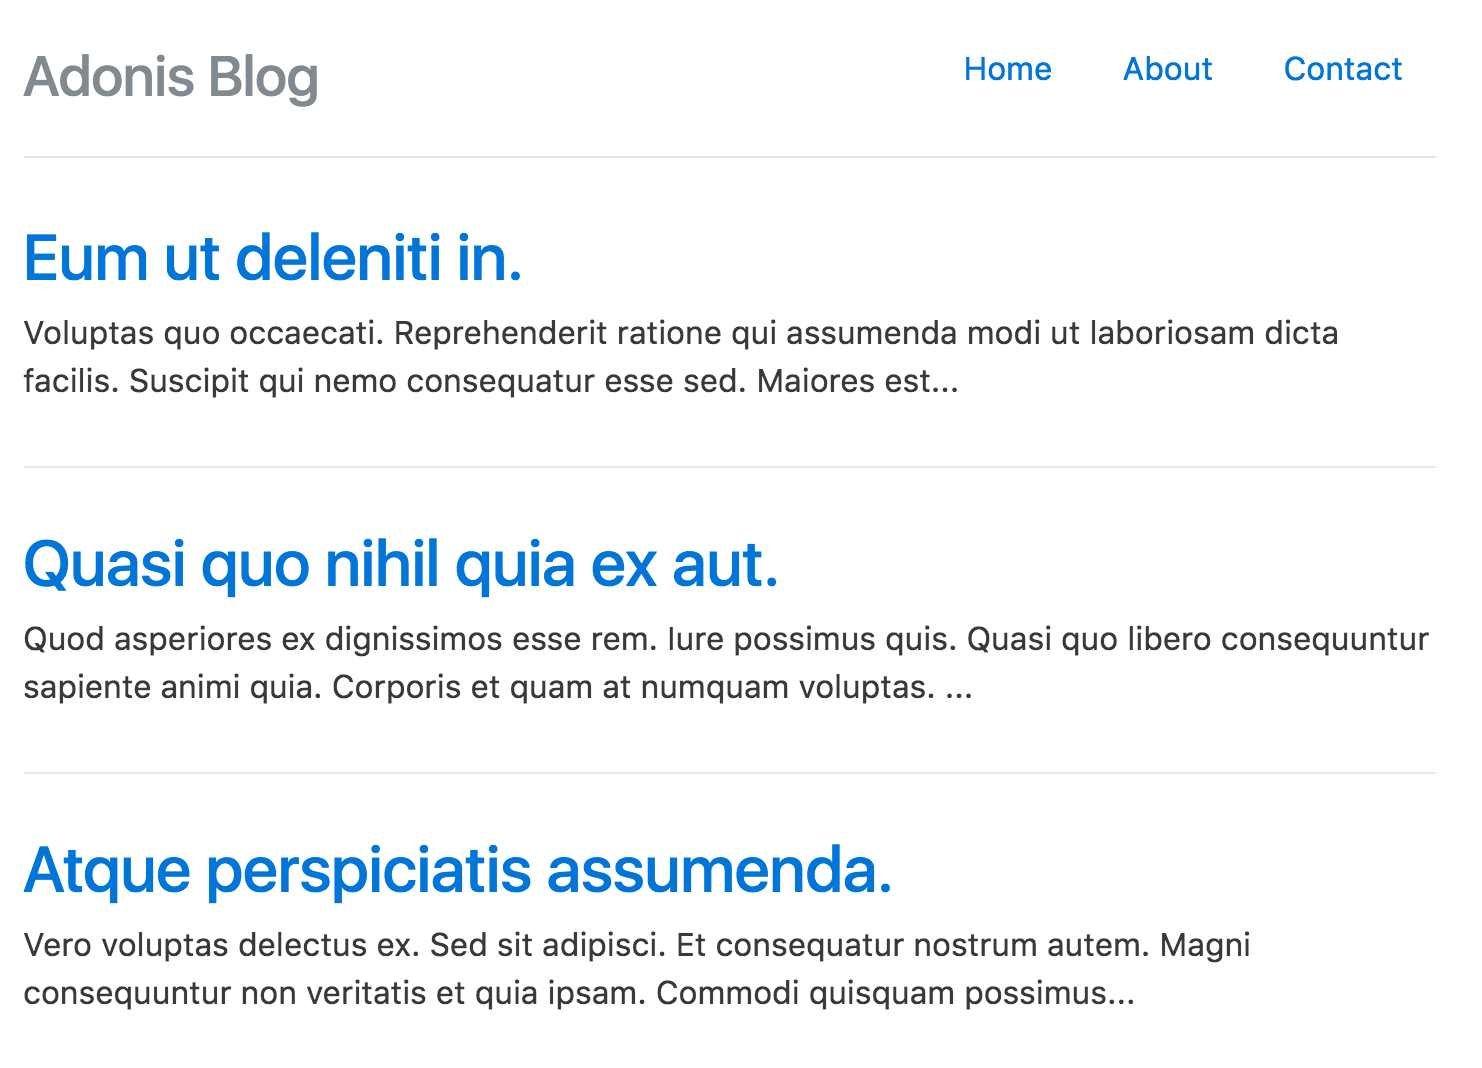 Adonis Blog
Home About Contact
Eum ut deleniti in.
Voluptas quo occaecati. Reprehenderit ratione qui assumenda modi ut laboriosam dicta
facilis. Suscipit qui nemo consequatur esse sed. Maiores est...
Quasi quo nihil quia ex aut.
Quod asperiores ex dignissimos esse rem. Iure possimus quis. Quasi quo libero consequuntur
sapiente animi quia. Corporis et quam at numquam voluptas. ...
Atque perspiciatis assumenda.
Vero voluptas delectus ex. Sed sit adipisci. Et consequatur nostrum autem. Magni
consequuntur non veritatis et quia ipsam. Commodi quisquam possimus...